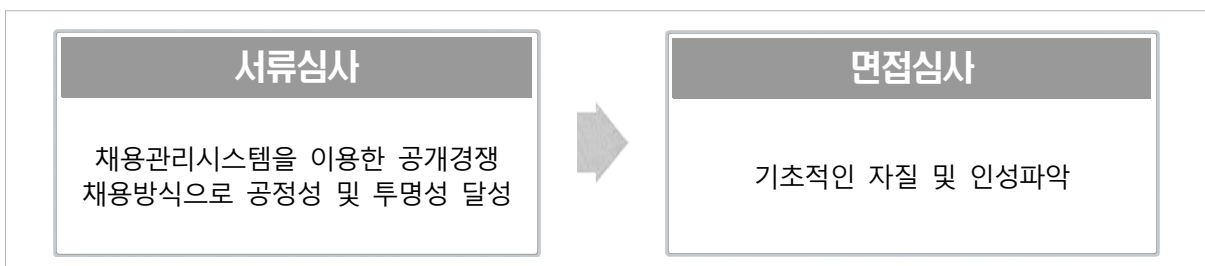 서류심사
채용관리시스템을 이용한 공개경쟁
채용방식으로 공정성 및 투명성 달성
면접심사
기초적인 자질 및 인성파악